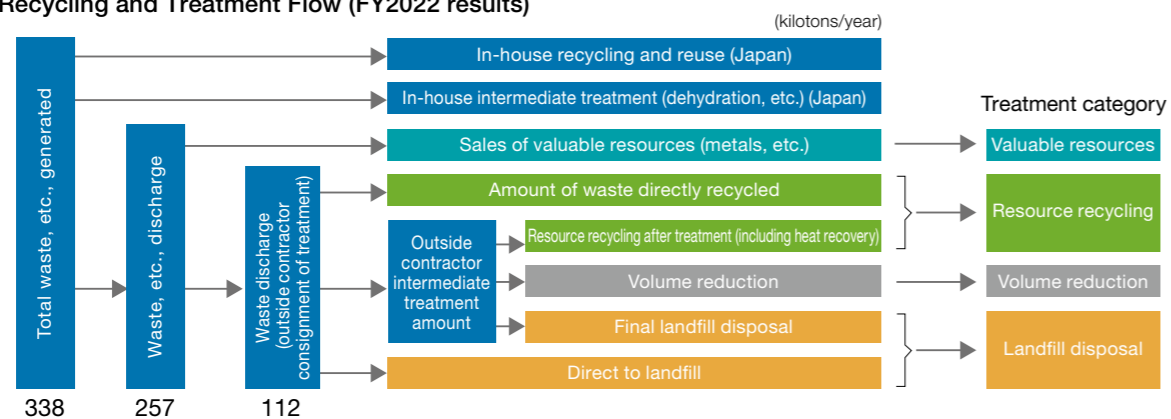 Recycling and Treatment Flow (FY2022 results)
(kilotons/year)
Total waste, etc., generated
338
Waste, etc., discharge
257
Waste discharge
(outside contractor
consignment of treatment)
112
In-house recycling and reuse (Japan)
In-house intermediate treatment (dehydration, etc.) (Japan)
Sales of valuable resources (metals, etc.)
Amount of waste directly recycled
Outside
contractor
intermediate
treatment
amount
Resource recycling after treatment (including heat recovery)
Volume reduction
Final landfill disposal
Direct to landfill
Treatment category
Valuable resources
Resource recycling
Volume reduction
Landfill disposal